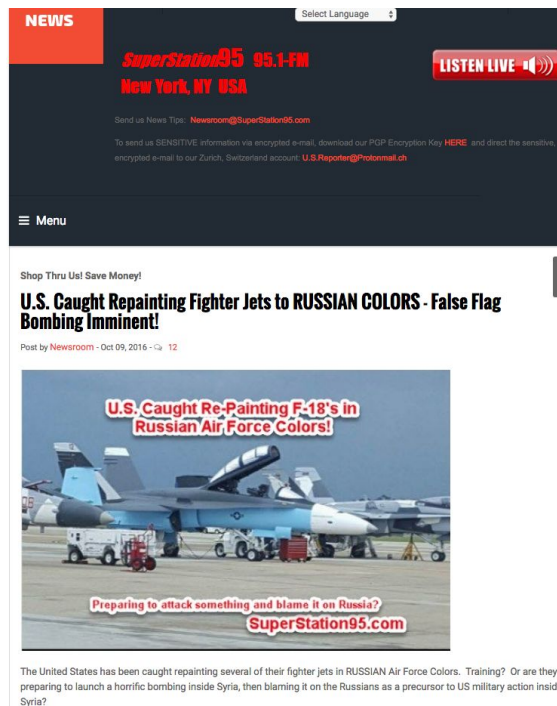 NEWS
Select Language
SuperStation95 95.1-FM
New York, NY USA
LISTEN LIVE
Send us News Tips: Newsroom@SuperStation95.com
To send us SENSITIVE information via encrypted e-mail, download our PGP Encryption Key HERE and direct the sensitive,
encrypted e-mail to our Zurich, Switzerland account: U.S.Reporter@Protonmail.ch
Menu
Shop Thru Us! Save Money!
U.S. Caught Repainting Fighter Jets to RUSSIAN COLORS - False Flag
Bombing Imminent!
Post by Newsroom - Oct 09, 2016 - 12
U.S. Caught Re-Painting F-18's in
Russian Air Force Colors!
Preparing to attack something and blame it on Russia?
SuperStation95.com
The United States has been caught repainting several of their fighter jets in RUSSIAN Air Force Colors. Training? Or are they
preparing to launch a horrific bombing inside Syria, then blaming it on the Russians as a precursor to US military action insid
Syria?